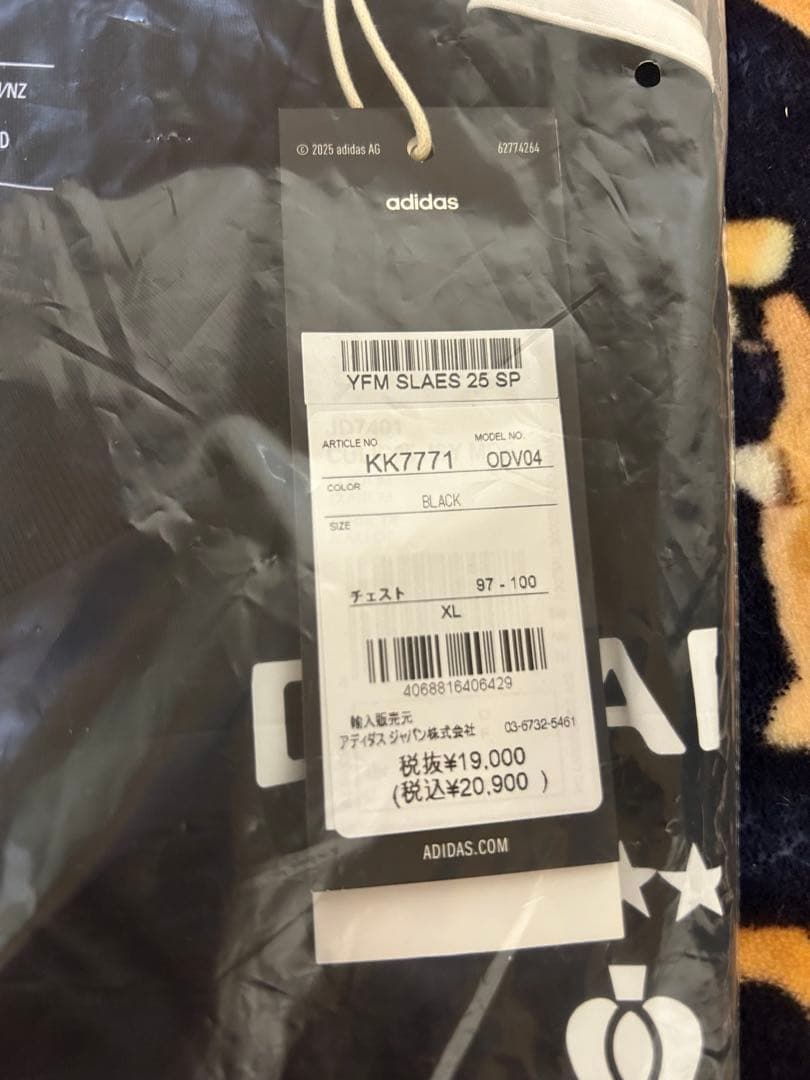 /NZ
D
© 2025 adidas AG
62774264
adidas
YFM SLAES 25 SP
JD7401
ARTICLE NO
MODEL NO.
KK7771
ODV04
COLOR
BLACK
SIZE
チェスト
97 - 100
XL
4068816406429
輸入販売元
アディダス ジャパン株式会社
03-6732-5461
税抜¥19,000
(税込¥20,900 )
ADIDAS.COM